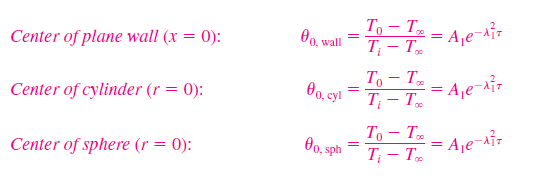 Center of plane wall (x = 0): θ₀, wall = (T₀ − T∞)/(Tᵢ − T∞) = A₁e^(−λ₁²τ)
Center of cylinder (r = 0): θ₀, cyl = (T₀ − T∞)/(Tᵢ − T∞) = A₁e^(−λ₁²τ)
Center of sphere (r = 0): θ₀, sph = (T₀ − T∞)/(Tᵢ − T∞) = A₁e^(−λ₁²τ)